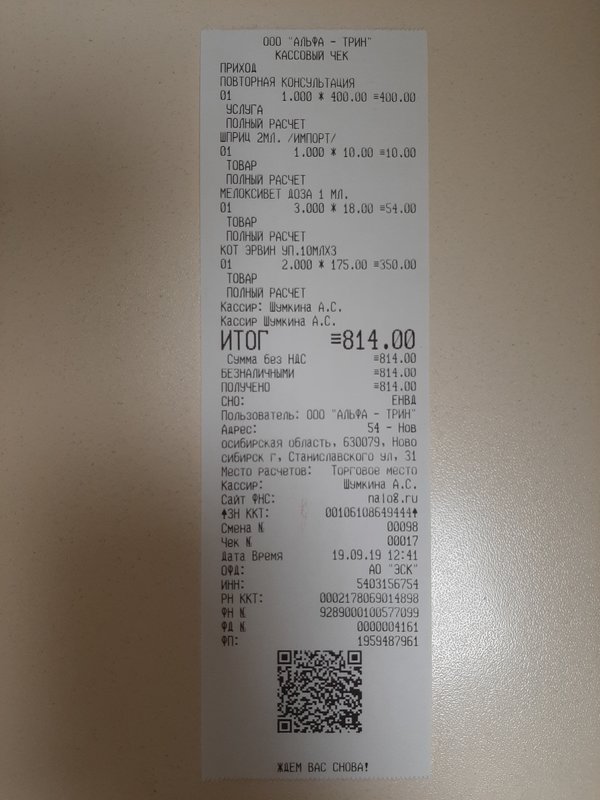 ООО "АЛЬФА - ТРИН"
КАССОВЫЙ ЧЕК
ПРИХОД
ПОВТОРНАЯ КОНСУЛЬТАЦИЯ
01 1.000 * 400.00 =400.00
УСЛУГА
ПОЛНЫЙ РАСЧЕТ
ШПРИЦ 2МЛ. /ИМПОРТ/
01 1.000 * 10.00 =10.00
ТОВАР
ПОЛНЫЙ РАСЧЕТ
МЕЛОКСИВЕТ ДОЗА 1 МЛ.
01 3.000 * 18.00 =54.00
ТОВАР
ПОЛНЫЙ РАСЧЕТ
КОТ ЭРВИН УП.10МЛХ3
01 2.000 * 175.00 =350.00
ТОВАР
ПОЛНЫЙ РАСЧЕТ
Кассир: Шумкина А.С.
Кассир Шумкина А.С.
ИТОГ =814.00
Сумма без НДС =814.00
БЕЗНАЛИЧНЫМИ =814.00
ПОЛУЧЕНО =814.00
СНО: ЕНВД
Пользователь: ООО "АЛЬФА - ТРИН"
Адрес: 54 - Нов
осибирская область, 630079, Ново
сибирск г, Станиславского ул, 31
Место расчетов: Торговое место
Кассир: Шумкина А.С.
Сайт ФНС: nalog.ru
↑ЗН ККТ: 00106108649444↑
Смена № 00098
Чек № 00017
Дата Время 19.09.19 12:41
ОФД: АО "ЭСК"
ИНН: 5403156754
РН ККТ: 0002178069014898
ФН № 9289000100577099
ФД № 0000004161
ФП: 1959487961
ЖДЕМ ВАС СНОВА!